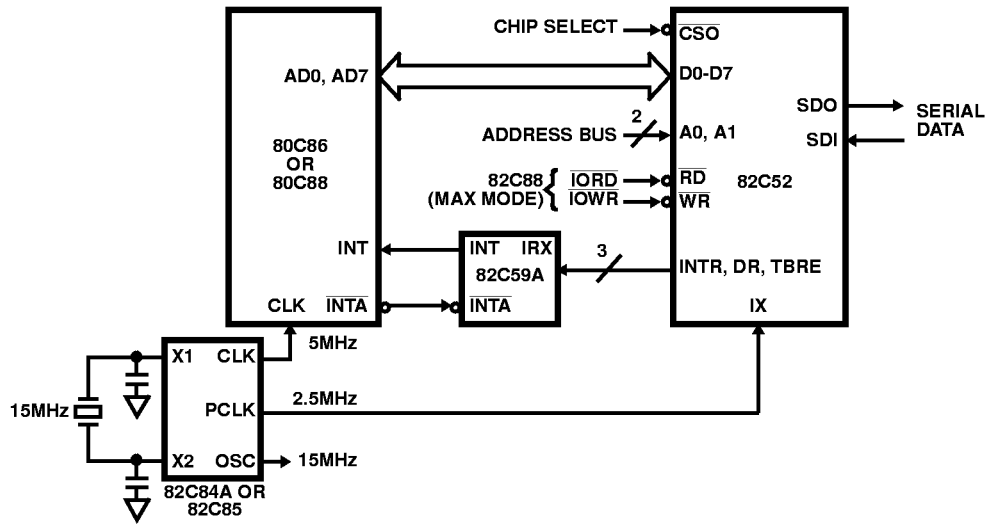 CHIP SELECT
CSO
AD0, AD7
D0-D7
SDO
SERIAL
DATA
SDI
2
ADDRESS BUS
A0, A1
80C86
OR
80C88
82C88
(MAX MODE)
IORD
IOWR
RD
WR
82C52
INT
INT IRX
82C59A
3
INTR, DR, TBRE
CLK
INTA
INTA
IX
5MHz
X1
CLK
15MHz
PCLK
2.5MHz
X2
OSC
15MHz
82C84A OR
82C85